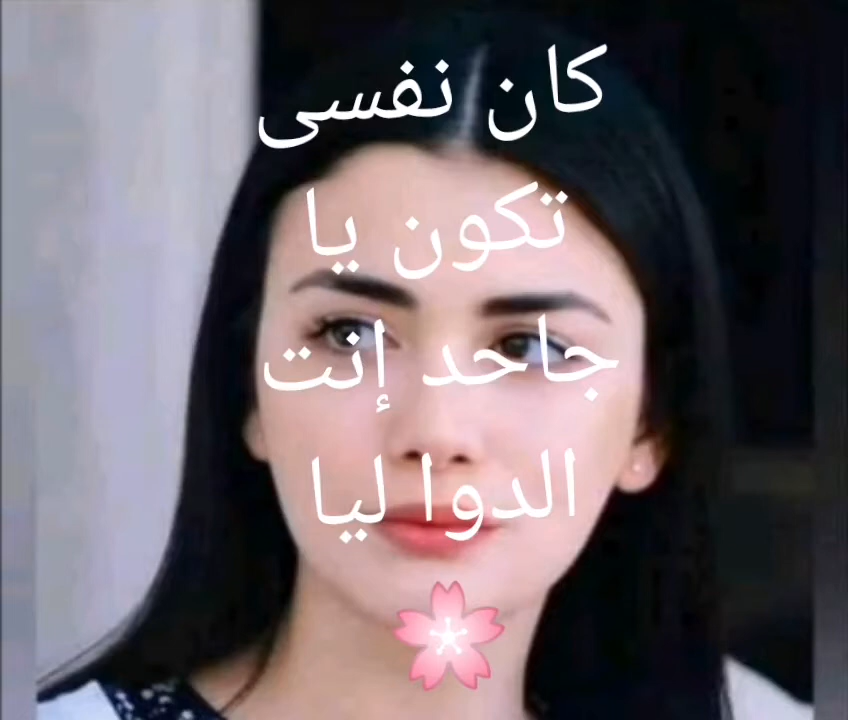 كان نفسى
تكون يا
جاحد إنت
الدوا ليا